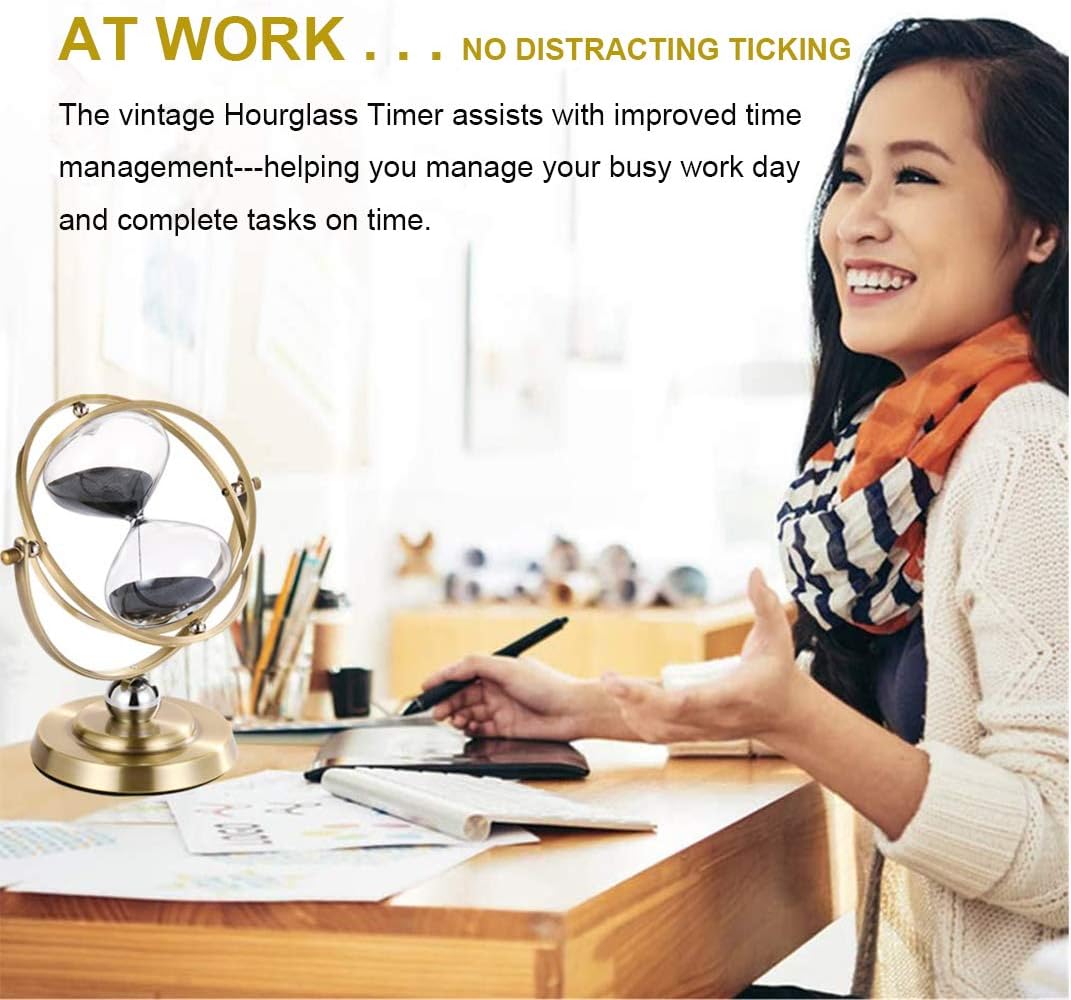 AT WORK . . . NO DISTRACTING TICKING
The vintage Hourglass Timer assists with improved time
management---helping you manage your busy work day
and complete tasks on time.